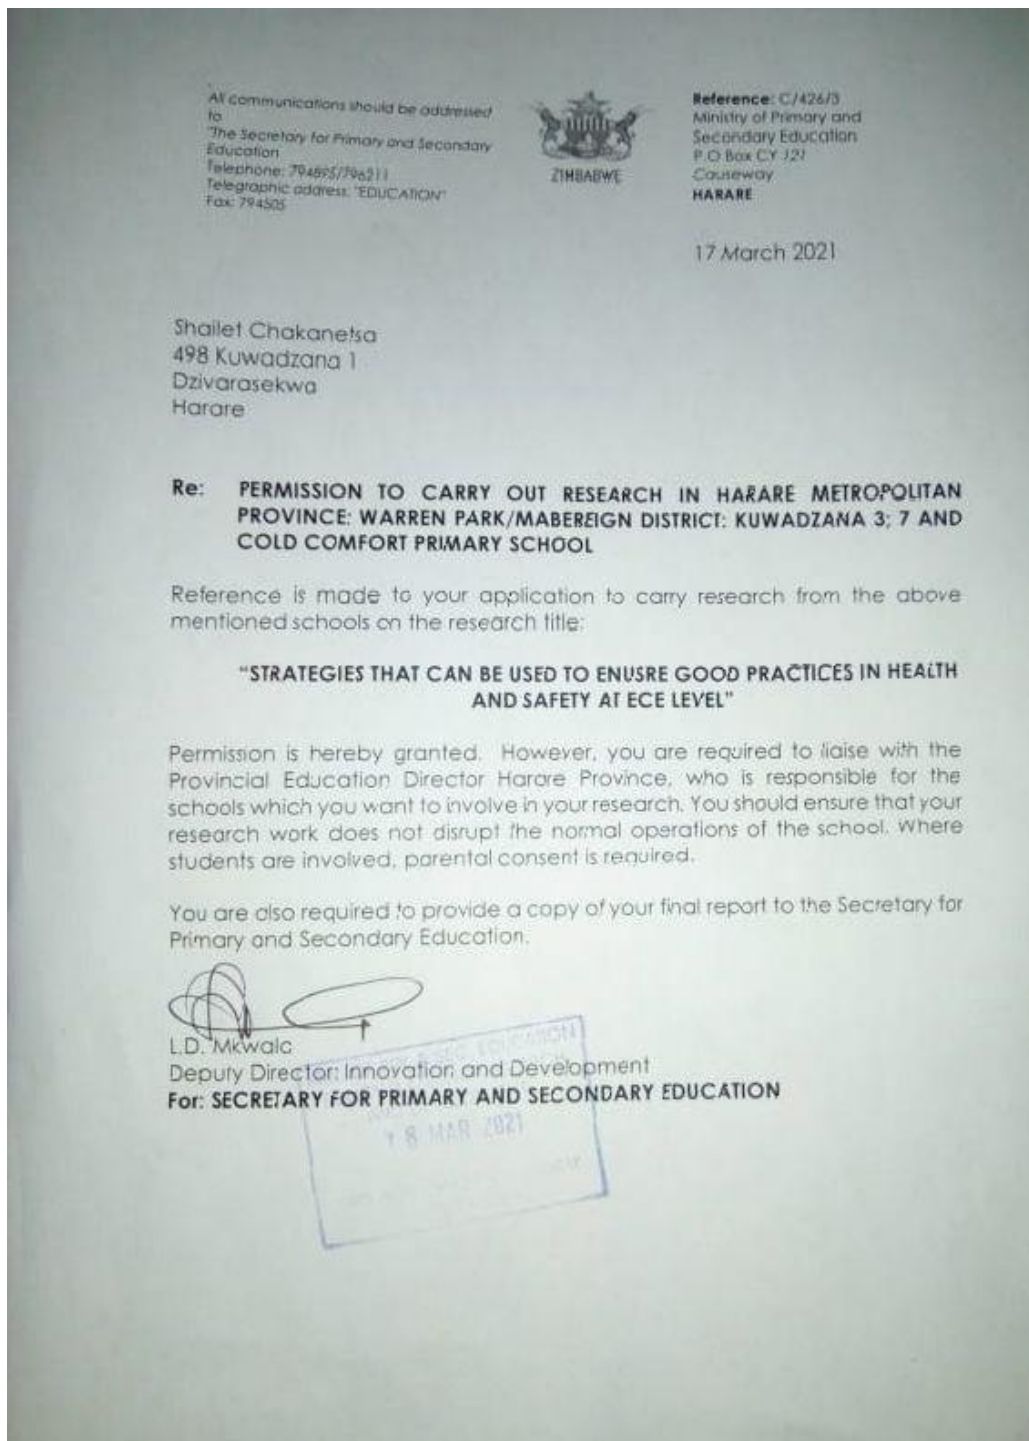 All communications should be addressed
to
"The Secretary for Primary and Secondary
Education
Telephone: 794895/796211
Telegraphic address: "EDUCATION"
Fax: 794505
ZIMBABWE
Reference: C/426/3
Ministry of Primary and
Secondary Education
P.O Box CY 121
Causeway
HARARE
17 March 2021
Shailet Chakanetsa
498 Kuwadzana 1
Dzivarasekwa
Harare
Re: PERMISSION TO CARRY OUT RESEARCH IN HARARE METROPOLITAN
PROVINCE: WARREN PARK/MABEREIGN DISTRICT: KUWADZANA 3; 7 AND
COLD COMFORT PRIMARY SCHOOL
Reference is made to your application to carry research from the above
mentioned schools on the research title:
"STRATEGIES THAT CAN BE USED TO ENUSRE GOOD PRACTICES IN HEALTH
AND SAFETY AT ECE LEVEL"
Permission is hereby granted. However, you are required to liaise with the
Provincial Education Director Harare Province, who is responsible for the
schools which you want to involve in your research. You should ensure that your
research work does not disrupt the normal operations of the school. Where
students are involved, parental consent is required.
You are also required to provide a copy of your final report to the Secretary for
Primary and Secondary Education.
L.D. Mkwala
Deputy Director: Innovation and Development
For: SECRETARY FOR PRIMARY AND SECONDARY EDUCATION
18 MAR 2021